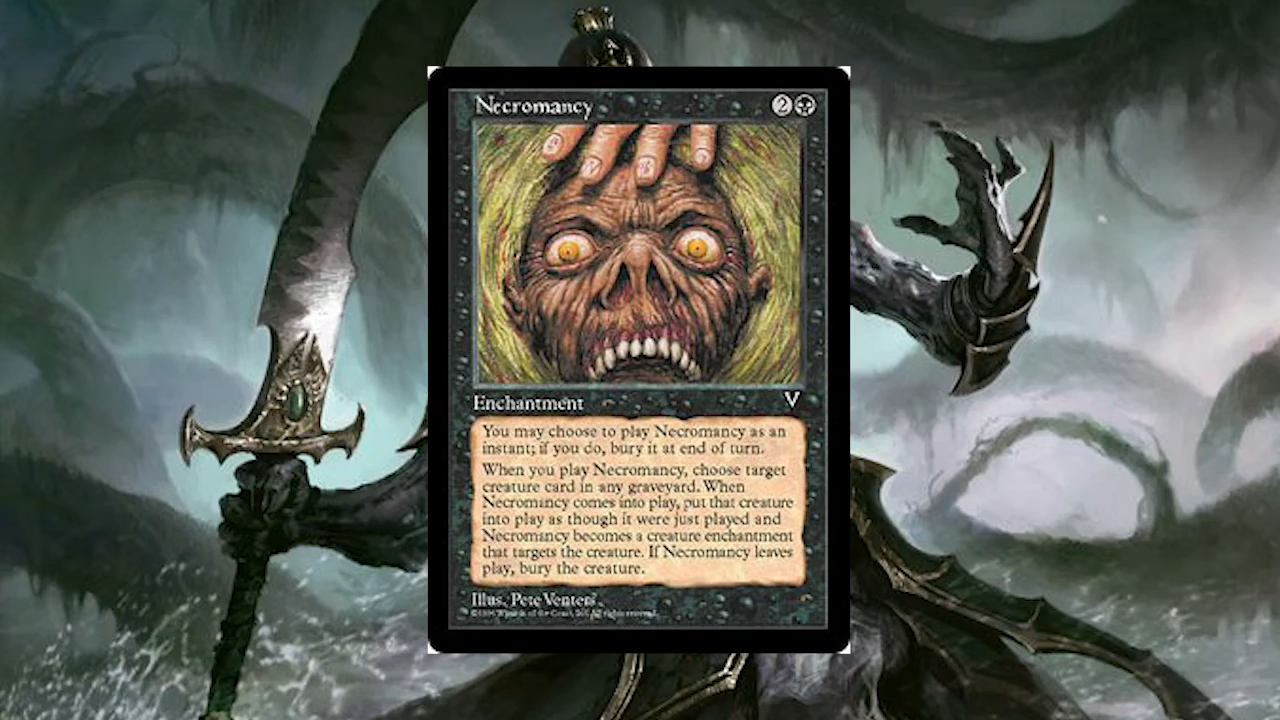 Necromancy 2
Enchantment
You may choose to play Necromancy as an
instant; if you do, bury it at end of turn.
When you play Necromancy, choose target
creature card in any graveyard. When
Necromancy comes into play, put that creature
into play as though it were just played and
Necromancy becomes a creature enchantment
that targets the creature. If Necromancy leaves
play, bury the creature.
Illus. Pete Venters
All rights reserved.